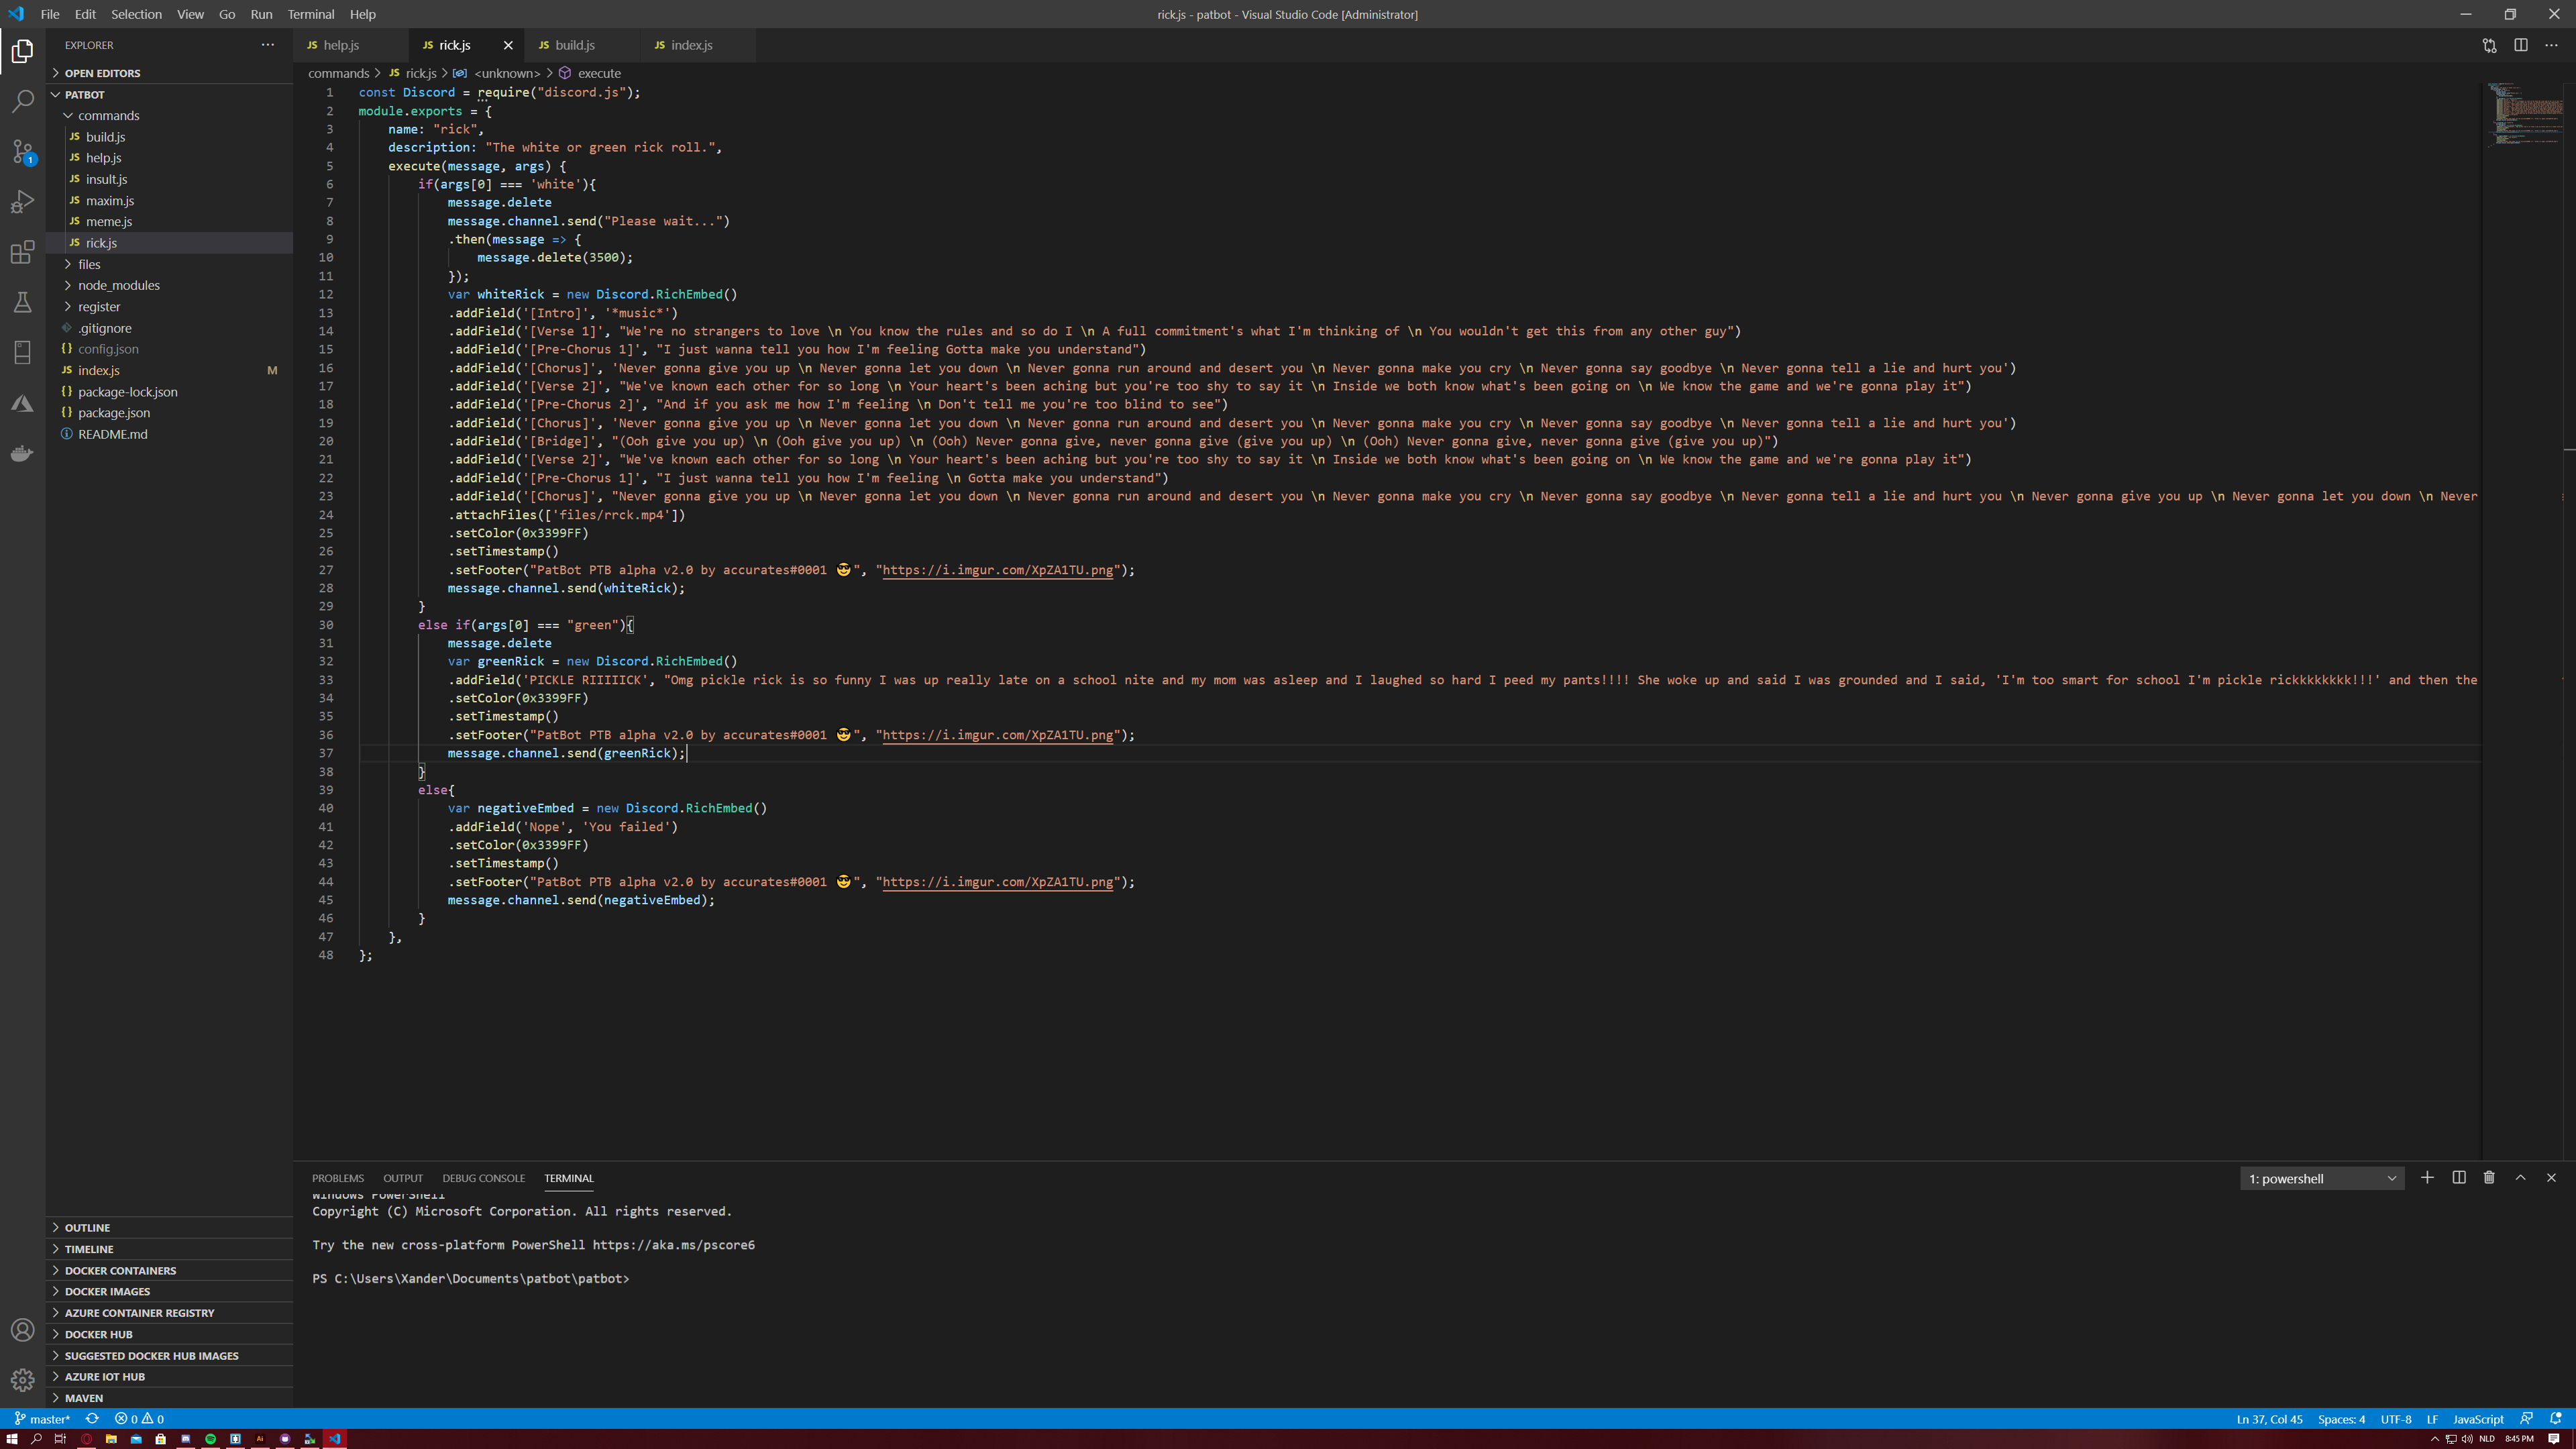 File Edit Selection View Go Run Terminal Help
rick.js - patbot - Visual Studio Code [Administrator]
EXPLORER
OPEN EDITORS
PATBOT
commands
JS build.js
JS help.js
JS insult.js
JS maxim.js
JS meme.js
JS rick.js
files
node_modules
register
.gitignore
{} config.json
JS index.js M
{} package-lock.json
{} package.json
README.md
1
OUTLINE
TIMELINE
DOCKER CONTAINERS
DOCKER IMAGES
AZURE CONTAINER REGISTRY
DOCKER HUB
SUGGESTED DOCKER HUB IMAGES
AZURE IOT HUB
MAVEN
JS help.js JS rick.js JS build.js JS index.js
commands > JS rick.js > <unknown> > execute
1 const Discord = require("discord.js");
2 module.exports = {
3 name: "rick",
4 description: "The white or green rick roll.",
5 execute(message, args) {
6 if(args[0] === 'white'){
7 message.delete
8 message.channel.send("Please wait...")
9 .then(message => {
10 message.delete(3500);
11 });
12 var whiteRick = new Discord.RichEmbed()
13 .addField('[Intro]', '*music*')
14 .addField('[Verse 1]', "We're no strangers to love \n You know the rules and so do I \n A full commitment's what I'm thinking of \n You wouldn't get this from any other guy")
15 .addField('[Pre-Chorus 1]', "I just wanna tell you how I'm feeling Gotta make you understand")
16 .addField('[Chorus]', 'Never gonna give you up \n Never gonna let you down \n Never gonna run around and desert you \n Never gonna make you cry \n Never gonna say goodbye \n Never gonna tell a lie and hurt you')
17 .addField('[Verse 2]', "We've known each other for so long \n Your heart's been aching but you're too shy to say it \n Inside we both know what's been going on \n We know the game and we're gonna play it")
18 .addField('[Pre-Chorus 2]', "And if you ask me how I'm feeling \n Don't tell me you're too blind to see")
19 .addField('[Chorus]', 'Never gonna give you up \n Never gonna let you down \n Never gonna run around and desert you \n Never gonna make you cry \n Never gonna say goodbye \n Never gonna tell a lie and hurt you')
20 .addField('[Bridge]', "(Ooh give you up) \n (Ooh give you up) \n (Ooh) Never gonna give, never gonna give (give you up) \n (Ooh) Never gonna give, never gonna give (give you up)")
21 .addField('[Verse 2]', "We've known each other for so long \n Your heart's been aching but you're too shy to say it \n Inside we both know what's been going on \n We know the game and we're gonna play it")
22 .addField('[Pre-Chorus 1]', "I just wanna tell you how I'm feeling \n Gotta make you understand")
23 .addField('[Chorus]', "Never gonna give you up \n Never gonna let you down \n Never gonna run around and desert you \n Never gonna make you cry \n Never gonna say goodbye \n Never gonna tell a lie and hurt you \n Never gonna give you up \n Never gonna let you down \n Never
24 .attachFiles(['files/rrck.mp4'])
25 .setColor(0x3399FF)
26 .setTimestamp()
27 .setFooter("PatBot PTB alpha v2.0 by accurates#0001 😎", "https://i.imgur.com/XpZA1TU.png");
28 message.channel.send(whiteRick);
29 }
30 else if(args[0] === "green"){
31 message.delete
32 var greenRick = new Discord.RichEmbed()
33 .addField('PICKLE RIIIIICK', "Omg pickle rick is so funny I was up really late on a school nite and my mom was asleep and I laughed so hard I peed my pants!!!! She woke up and said I was grounded and I said, 'I'm too smart for school I'm pickle rickkkkkkkk!!!' and then the
34 .setColor(0x3399FF)
35 .setTimestamp()
36 .setFooter("PatBot PTB alpha v2.0 by accurates#0001 😎", "https://i.imgur.com/XpZA1TU.png");
37 message.channel.send(greenRick);
38 }
39 else{
40 var negativeEmbed = new Discord.RichEmbed()
41 .addField('Nope', 'You failed')
42 .setColor(0x3399FF)
43 .setTimestamp()
44 .setFooter("PatBot PTB alpha v2.0 by accurates#0001 😎", "https://i.imgur.com/XpZA1TU.png");
45 message.channel.send(negativeEmbed);
46 }
47 },
48 };
PROBLEMS OUTPUT DEBUG CONSOLE TERMINAL
1: powershell
Windows PowerShell
Copyright (C) Microsoft Corporation. All rights reserved.
Try the new cross-platform PowerShell https://aka.ms/pscore6
PS C:\Users\Xander\Documents\patbot\patbot>
master* 0 0
Ln 37, Col 45 Spaces: 4 UTF-8 LF JavaScript
Ai
NLD 8:45 PM